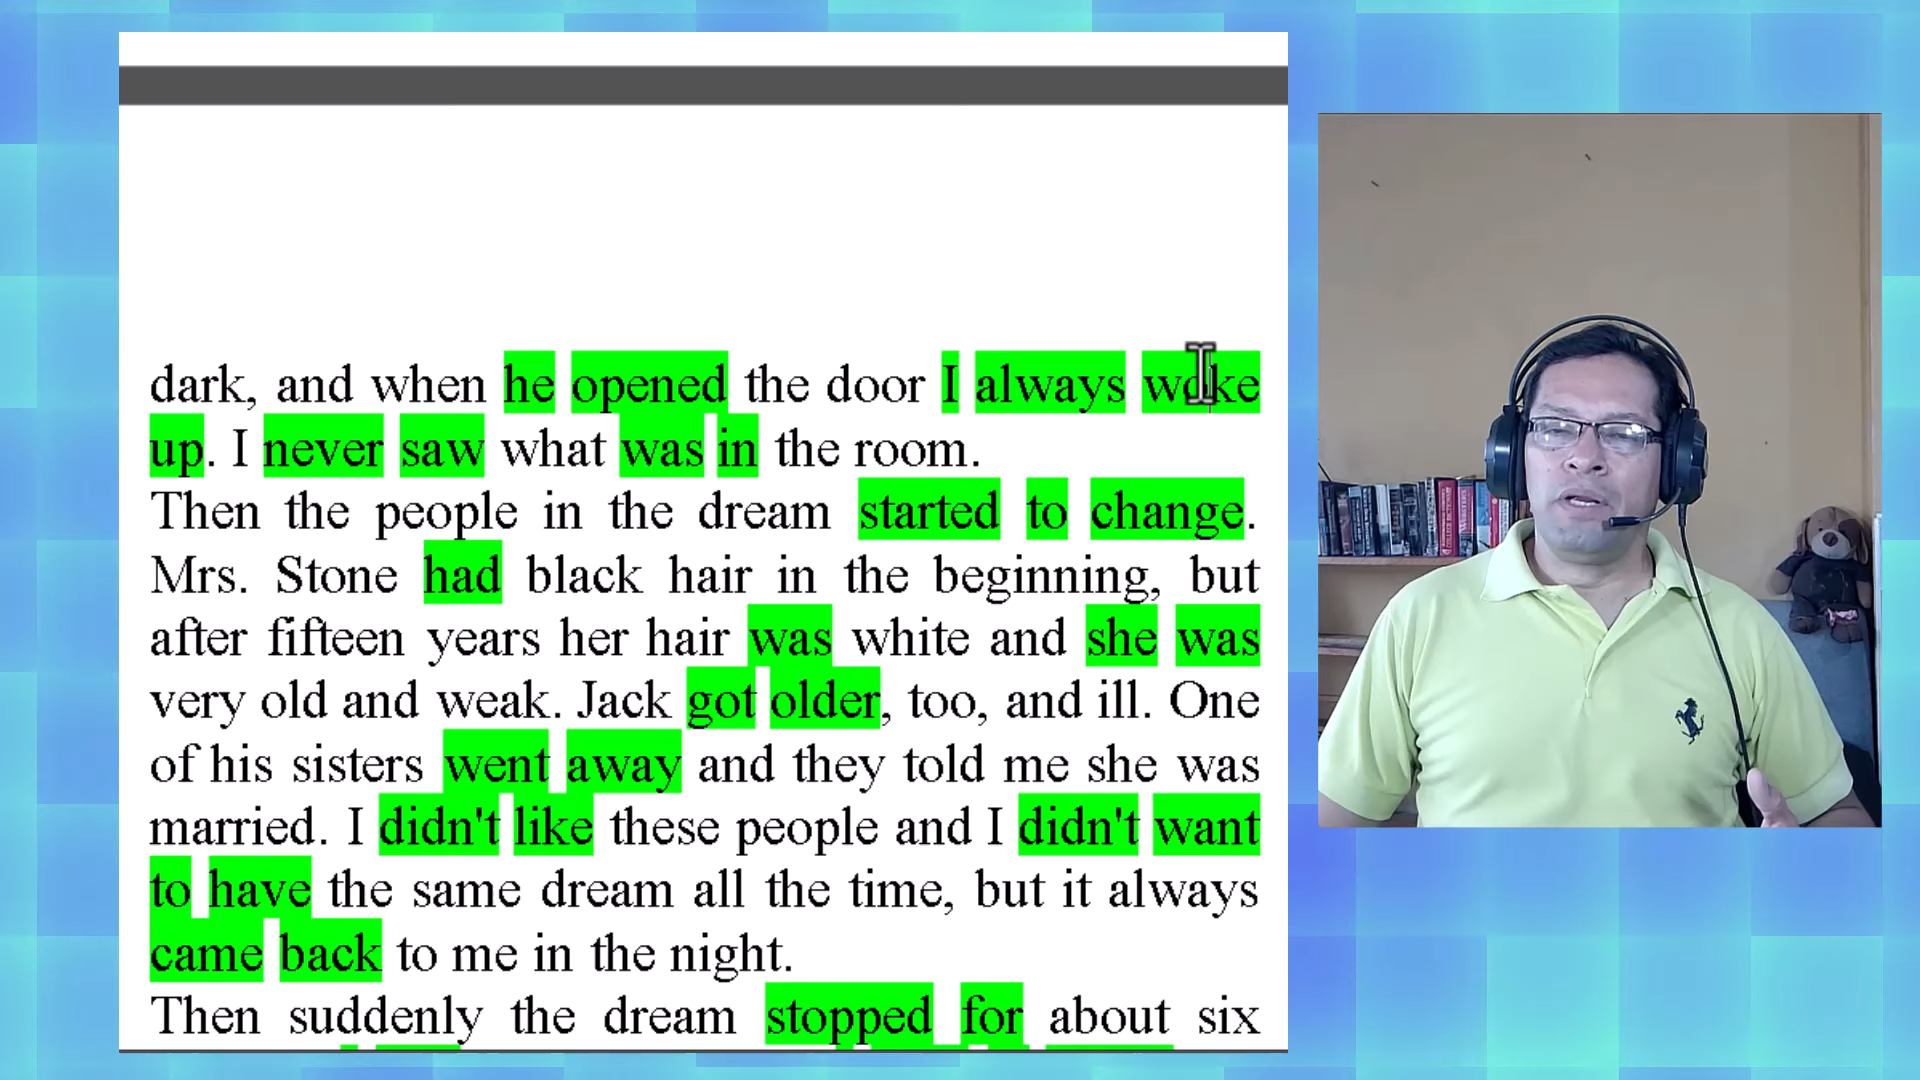 dark, and when he opened the door I always woke
up. I never saw what was in the room.
Then the people in the dream started to change.
Mrs. Stone had black hair in the beginning, but
after fifteen years her hair was white and she was
very old and weak. Jack got older, too, and ill. One
of his sisters went away and they told me she was
married. I didn't like these people and I didn't want
to have the same dream all the time, but it always
came back to me in the night.
Then suddenly the dream stopped for about six